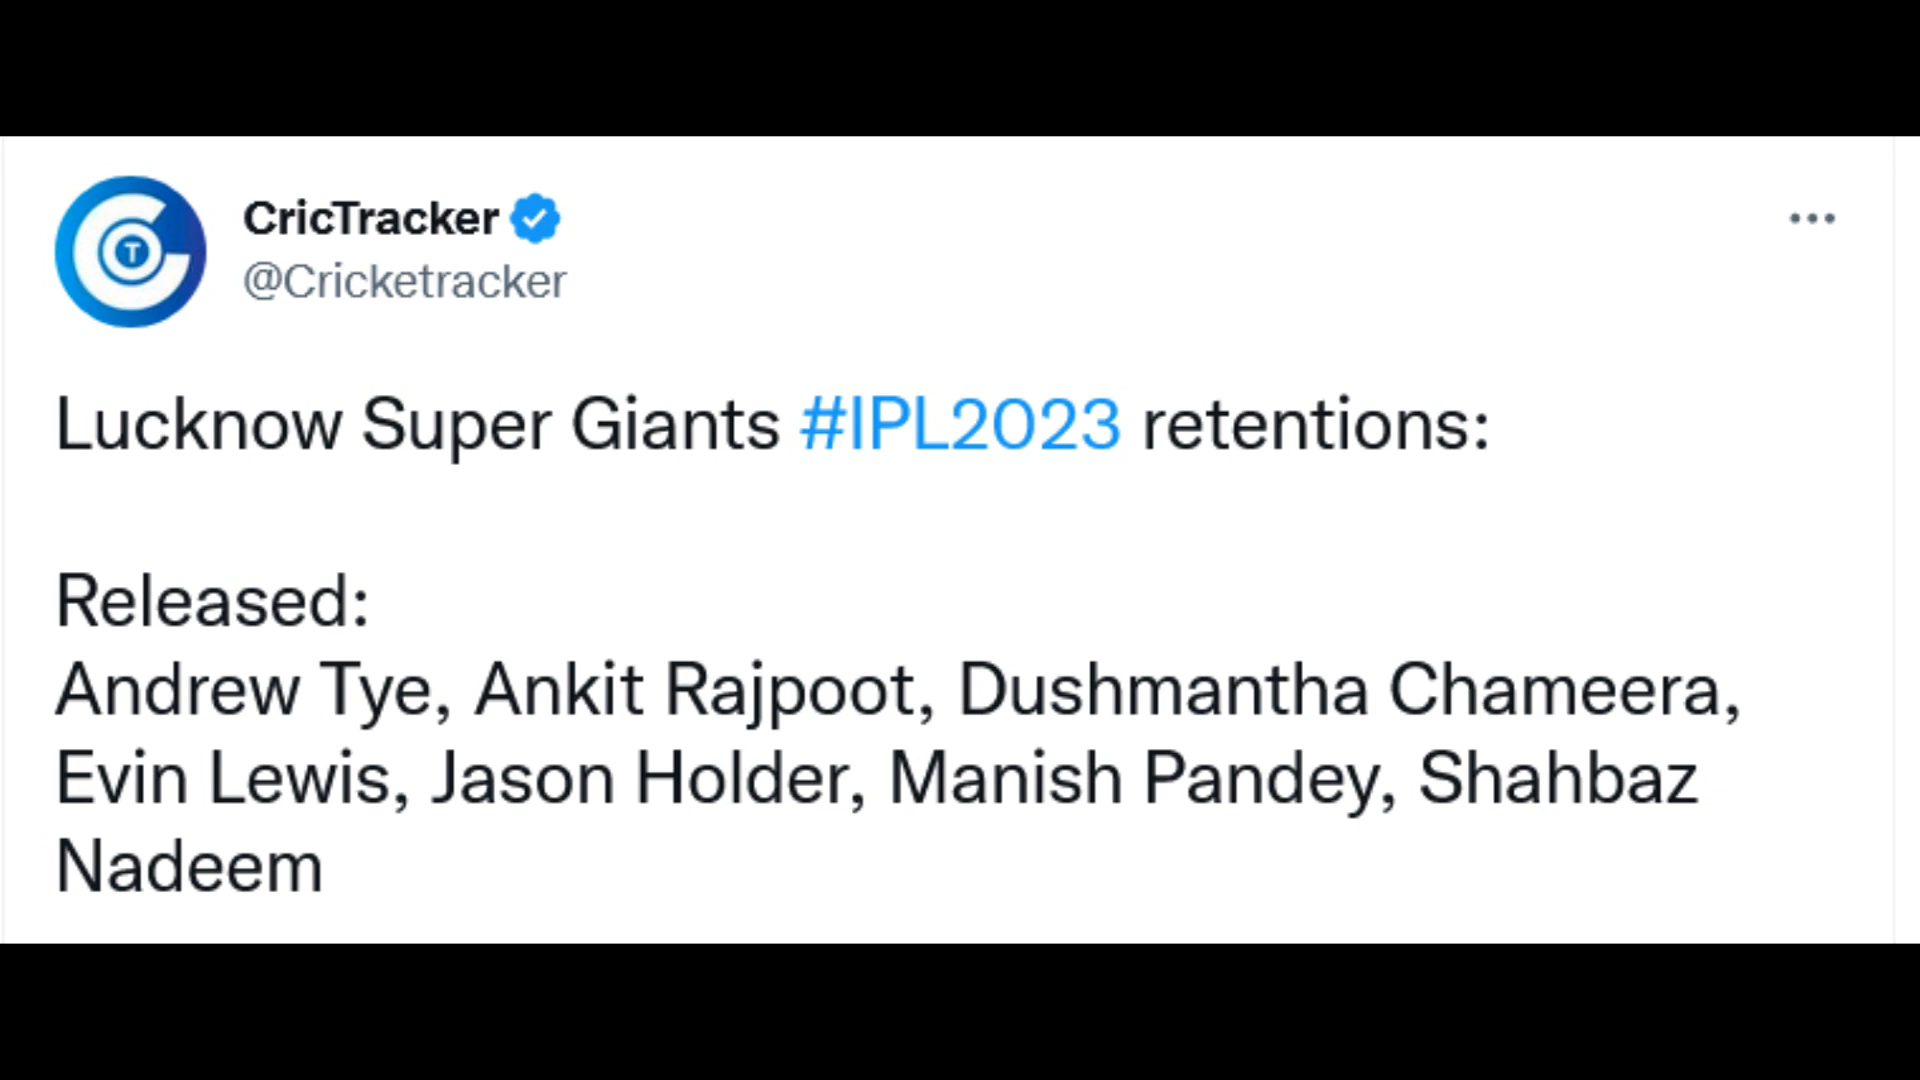 CricTracker
@Cricketracker
Lucknow Super Giants #IPL2023 retentions:
Released:
Andrew Tye, Ankit Rajpoot, Dushmantha Chameera,
Evin Lewis, Jason Holder, Manish Pandey, Shahbaz
Nadeem